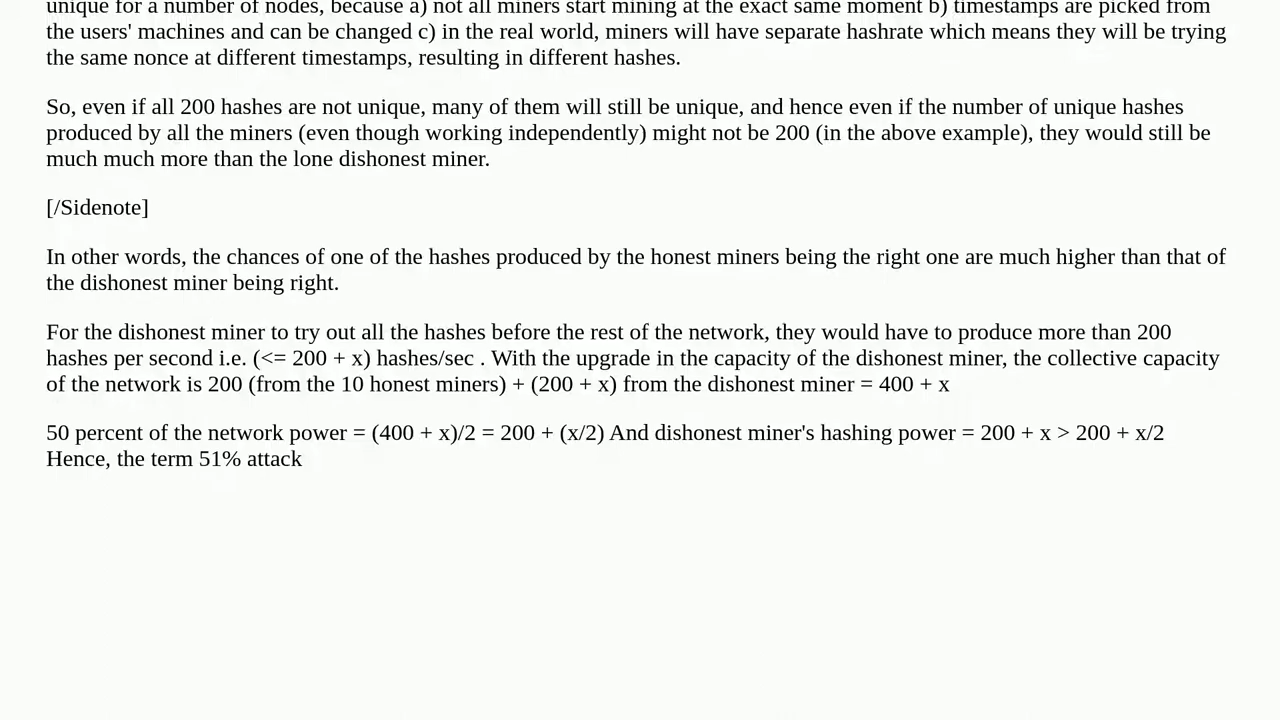 unique for a number of nodes, because a) not all miners start mining at the exact same moment b) timestamps are picked from
the users' machines and can be changed c) in the real world, miners will have separate hashrate which means they will be trying
the same nonce at different timestamps, resulting in different hashes.
So, even if all 200 hashes are not unique, many of them will still be unique, and hence even if the number of unique hashes
produced by all the miners (even though working independently) might not be 200 (in the above example), they would still be
much much more than the lone dishonest miner.
[/Sidenote]
In other words, the chances of one of the hashes produced by the honest miners being the right one are much higher than that of
the dishonest miner being right.
For the dishonest miner to try out all the hashes before the rest of the network, they would have to produce more than 200
hashes per second i.e. (<= 200 + x) hashes/sec . With the upgrade in the capacity of the dishonest miner, the collective capacity
of the network is 200 (from the 10 honest miners) + (200 + x) from the dishonest miner = 400 + x
50 percent of the network power = (400 + x)/2 = 200 + (x/2) And dishonest miner's hashing power = 200 + x > 200 + x/2
Hence, the term 51% attack